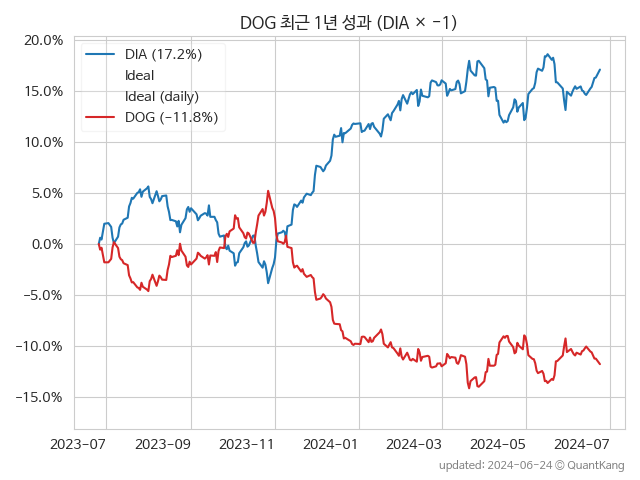 DOG 최근 1년 성과 (DIA × −1)
20.0%
15.0%
10.0%
5.0%
0.0%
−5.0%
−10.0%
−15.0%
DIA (17.2%)
Ideal
Ideal (daily)
DOG (−11.8%)
2023−07
2023−09
2023−11
2024−01
2024−03
2024−05
2024−07
updated: 2024-06-24 © QuantKang